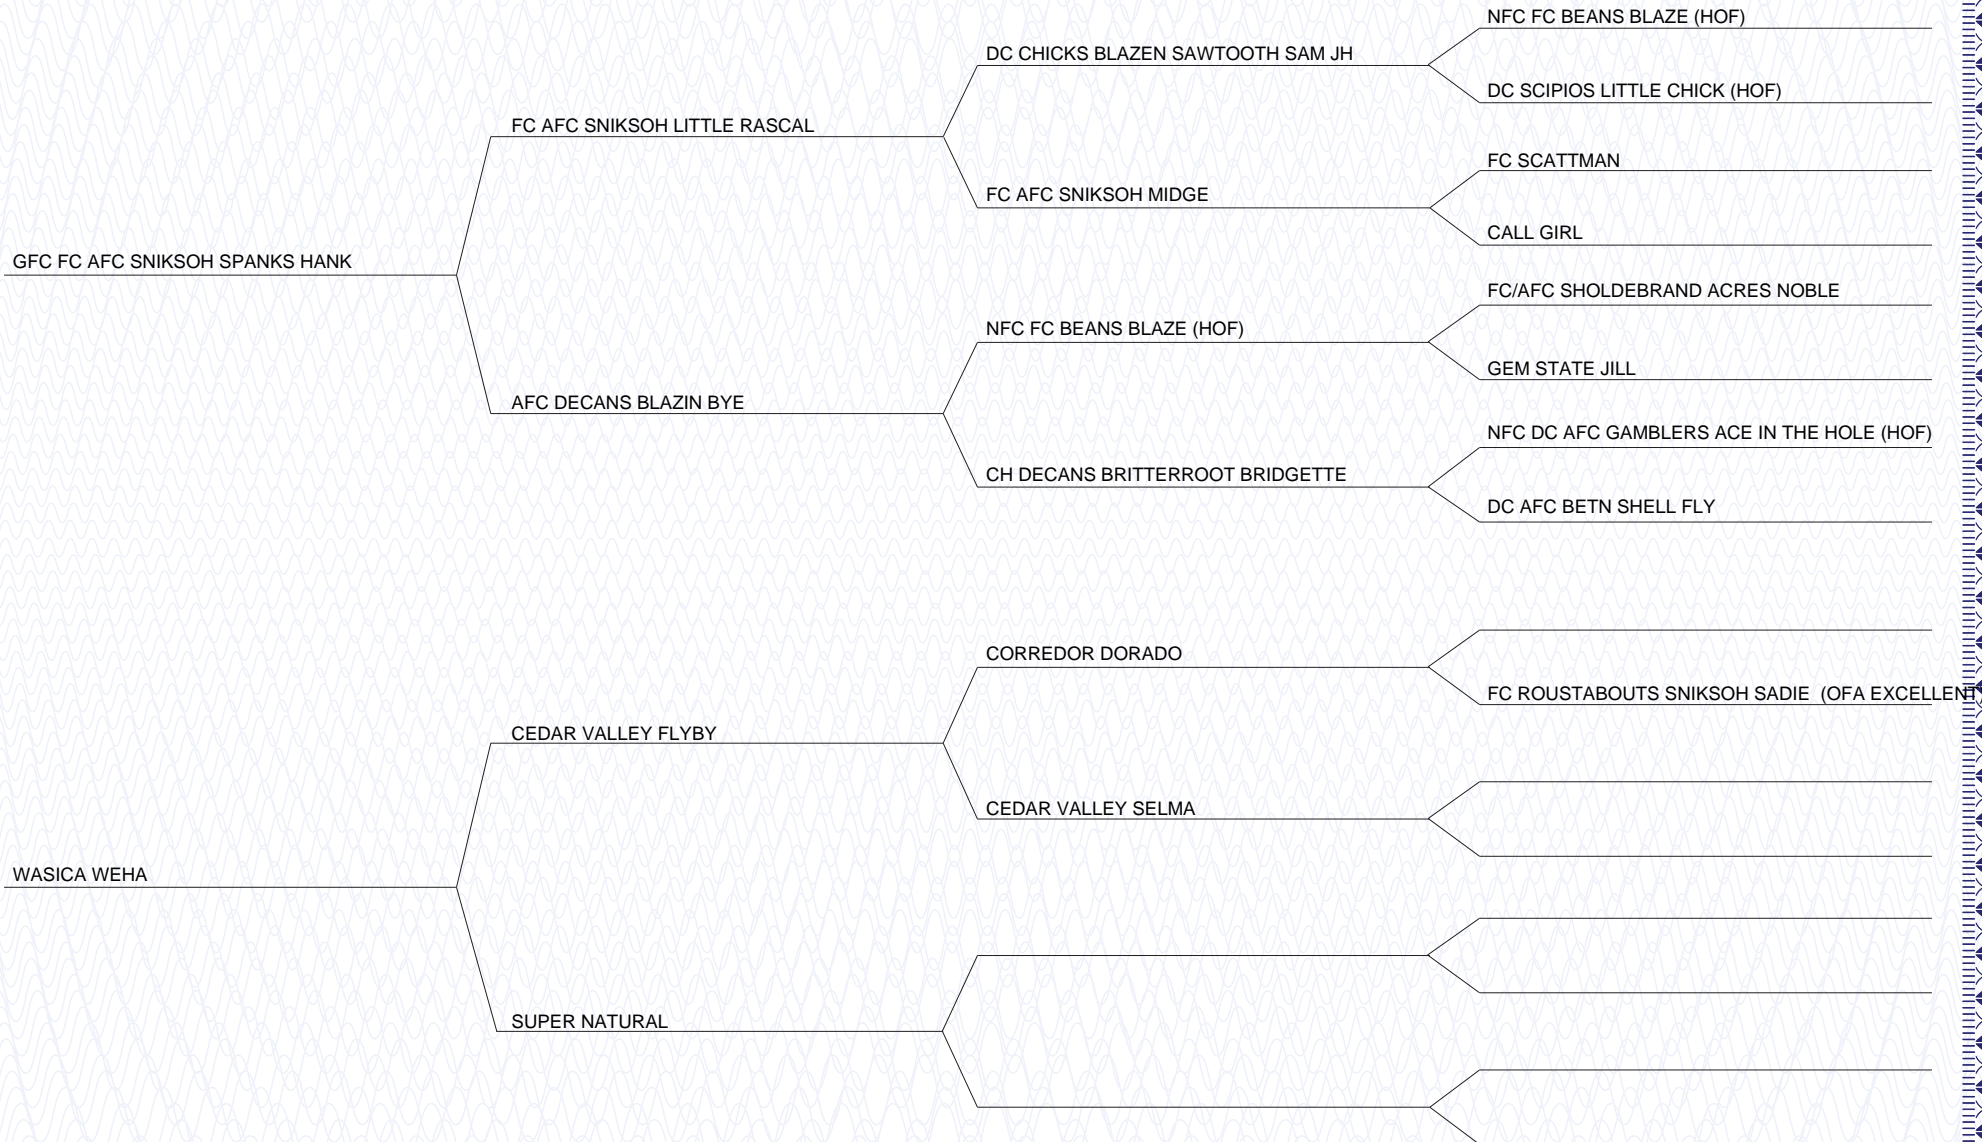 NFC FC BEANS BLAZE (HOF)
DC CHICKS BLAZEN SAWTOOTH SAM JH
DC SCIPIOS LITTLE CHICK (HOF)
FC AFC SNIKSOH LITTLE RASCAL
FC SCATTMAN
FC AFC SNIKSOH MIDGE
CALL GIRL
GFC FC AFC SNIKSOH SPANKS HANK
FC/AFC SHOLDEBRAND ACRES NOBLE
NFC FC BEANS BLAZE (HOF)
GEM STATE JILL
AFC DECANS BLAZIN BYE
NFC DC AFC GAMBLERS ACE IN THE HOLE (HOF)
CH DECANS BRITTERROOT BRIDGETTE
DC AFC BETN SHELL FLY
CORREDOR DORADO
FC ROUSTABOUTS SNIKSOH SADIE  (OFA EXCELLENT
CEDAR VALLEY FLYBY
CEDAR VALLEY SELMA
WASICA WEHA
SUPER NATURAL